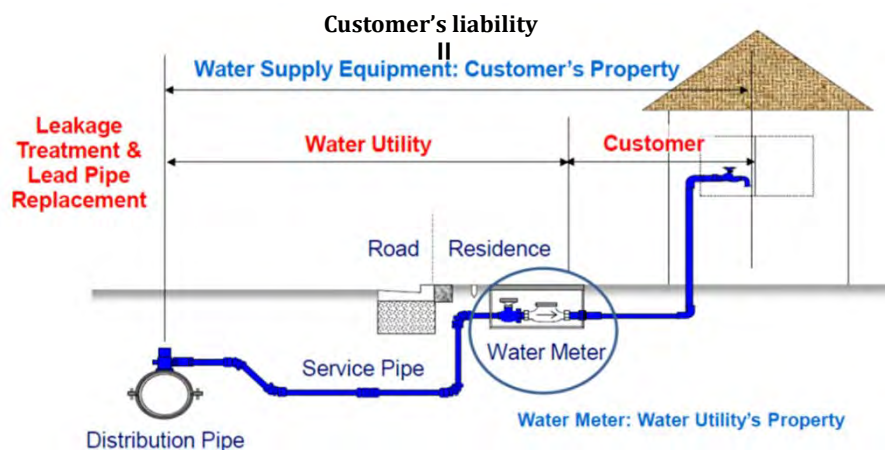 Customer’s liability
=
Water Supply Equipment: Customer’s Property
Leakage
Treatment &
Lead Pipe
Replacement
Water Utility
Customer
Road
Residence
Service Pipe
Water Meter
Water Meter: Water Utility’s Property
Distribution Pipe